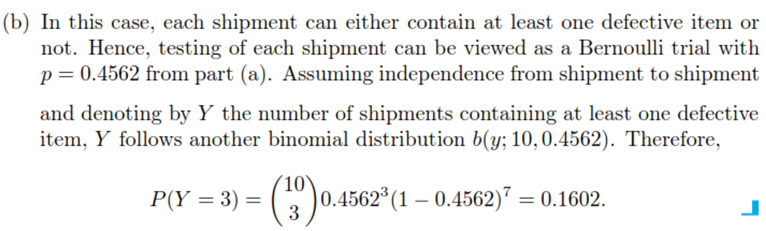 (b) In this case, each shipment can either contain at least one defective item or
not. Hence, testing of each shipment can be viewed as a Bernoulli trial with
p = 0.4562 from part (a). Assuming independence from shipment to shipment
and denoting by Y the number of shipments containing at least one defective
item, Y follows another binomial distribution b(y; 10, 0.4562). Therefore,
P(Y = 3) = (10 3) 0.4562³(1 − 0.4562)⁷ = 0.1602.